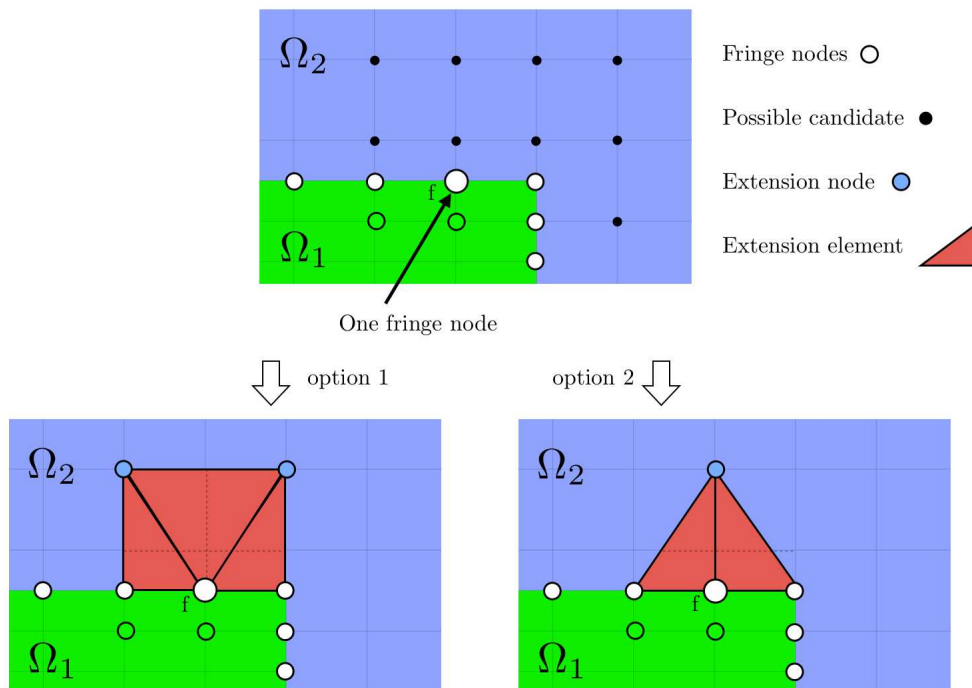 Ω₂
Fringe nodes
Possible candidate
f
Extension node
Ω₁
Extension element
One fringe node
option 1
option 2
Ω₂
f
Ω₁
Ω₂
f
Ω₁